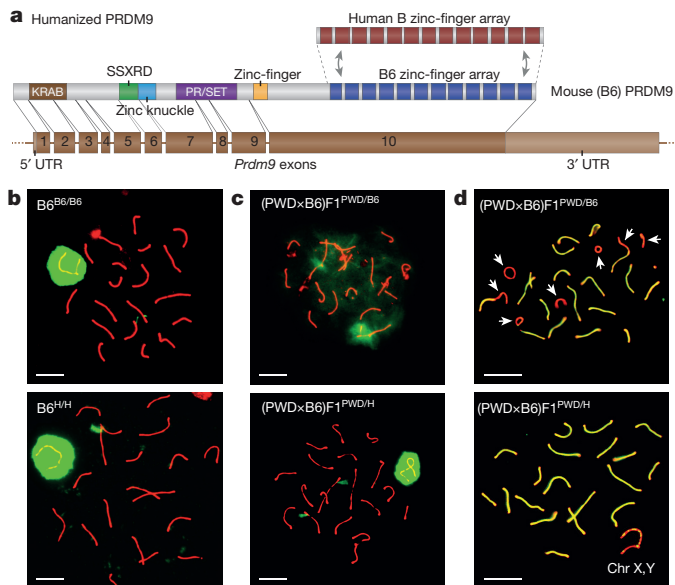 a Humanized PRDM9
Human B zinc-finger array
SSXRD
Zinc-finger
B6 zinc-finger array
KRAB
PR/SET
Mouse (B6) PRDM9
Zinc knuckle
1 2 3 4 5 6 7 8 9 10
5′ UTR
Prdm9 exons
3′ UTR
b
B6B6/B6
c
(PWD×B6)F1PWD/B6
d
(PWD×B6)F1PWD/B6
B6H/H
(PWD×B6)F1PWD/H
(PWD×B6)F1PWD/H
Chr X,Y